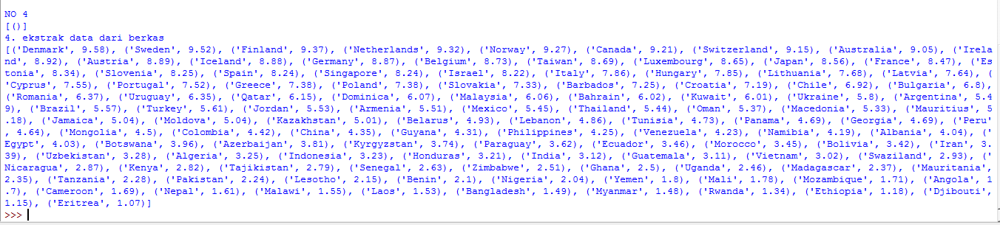 NO 4
[()]
4. ekstrak data dari berkas
[('Denmark', 9.58), ('Sweden', 9.52), ('Finland', 9.37), ('Netherlands', 9.32), ('Norway', 9.27), ('Canada', 9.21), ('Switzerland', 9.15), ('Australia', 9.05), ('Irela
nd', 8.92), ('Austria', 8.89), ('Iceland', 8.88), ('Germany', 8.87), ('Belgium', 8.73), ('Taiwan', 8.69), ('Luxembourg', 8.65), ('Japan', 8.56), ('France', 8.47), ('Es
tonia', 8.34), ('Slovenia', 8.25), ('Spain', 8.24), ('Singapore', 8.24), ('Israel', 8.22), ('Italy', 7.86), ('Hungary', 7.85), ('Lithuania', 7.68), ('Latvia', 7.64), (
'Cyprus', 7.55), ('Portugal', 7.52), ('Greece', 7.38), ('Poland', 7.38), ('Slovakia', 7.33), ('Barbados', 7.25), ('Croatia', 7.19), ('Chile', 6.92), ('Bulgaria', 6.8),
('Romania', 6.37), ('Uruguay', 6.35), ('Qatar', 6.15), ('Dominica', 6.07), ('Malaysia', 6.06), ('Bahrain', 6.02), ('Kuwait', 6.01), ('Ukraine', 5.8), ('Argentina', 5.4
9), ('Brazil', 5.57), ('Turkey', 5.61), ('Jordan', 5.53), ('Armenia', 5.51), ('Mexico', 5.45), ('Thailand', 5.44), ('Oman', 5.37), ('Macedonia', 5.33), ('Mauritius', 5
.18), ('Jamaica', 5.04), ('Moldova', 5.04), ('Kazakhstan', 5.01), ('Belarus', 4.93), ('Lebanon', 4.86), ('Tunisia', 4.73), ('Panama', 4.69), ('Georgia', 4.69), ('Peru'
, 4.64), ('Mongolia', 4.5), ('Colombia', 4.42), ('China', 4.35), ('Guyana', 4.31), ('Philippines', 4.25), ('Venezuela', 4.23), ('Namibia', 4.19), ('Albania', 4.04), ('
Egypt', 4.03), ('Botswana', 3.96), ('Azerbaijan', 3.81), ('Kyrgyzstan', 3.74), ('Paraguay', 3.62), ('Ecuador', 3.46), ('Morocco', 3.45), ('Bolivia', 3.42), ('Iran', 3.
39), ('Uzbekistan', 3.28), ('Algeria', 3.25), ('Indonesia', 3.23), ('Honduras', 3.21), ('India', 3.12), ('Guatemala', 3.11), ('Vietnam', 3.02), ('Swaziland', 2.93), ('
Nicaragua', 2.87), ('Kenya', 2.82), ('Tajikistan', 2.79), ('Senegal', 2.63), ('Zimbabwe', 2.51), ('Ghana', 2.5), ('Uganda', 2.46), ('Madagascar', 2.37), ('Mauritania',
2.35), ('Tanzania', 2.28), ('Pakistan', 2.24), ('Lesotho', 2.15), ('Benin', 2.1), ('Nigeria', 2.04), ('Yemen', 1.8), ('Mali', 1.78), ('Mozambique', 1.71), ('Angola', 1
.7), ('Cameroon', 1.69), ('Nepal', 1.61), ('Malawi', 1.55), ('Laos', 1.53), ('Bangladesh', 1.49), ('Myanmar', 1.48), ('Rwanda', 1.34), ('Ethiopia', 1.18), ('Djibouti',
1.15), ('Eritrea', 1.07)]
>>>